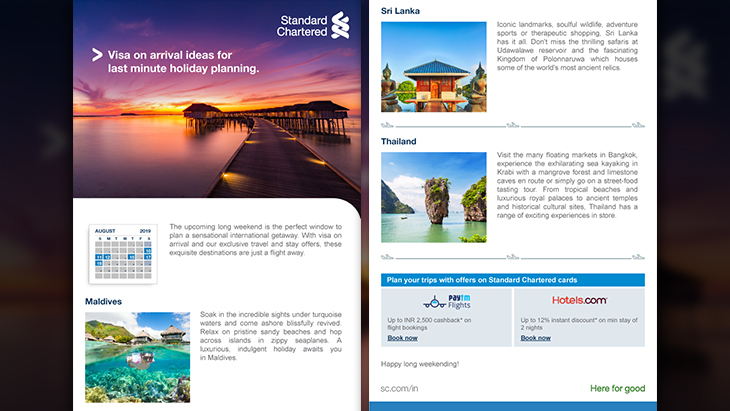 Standard
Chartered
Visa on arrival ideas for
last minute holiday planning.
AUGUST 2019
S M T W T F S
The upcoming long weekend is the perfect window to
plan a sensational international getaway. With visa on
arrival and our exclusive travel and stay offers, these
exquisite destinations are just a flight away.
Maldives
Soak in the incredible sights under turquoise
waters and come ashore blissfully revived.
Relax on pristine sandy beaches and hop
across islands in zippy seaplanes. A
luxurious, indulgent holiday awaits you
in Maldives.
Sri Lanka
Iconic landmarks, soulful wildlife, adventure
sports or therapeutic shopping, Sri Lanka
has it all. Don't miss the thrilling safaris at
Udawalawe reservoir and the fascinating
Kingdom of Polonnaruwa which houses
some of the world's most ancient relics.
Thailand
Visit the many floating markets in Bangkok,
experience the exhilarating sea kayaking in
Krabi with a mangrove forest and limestone
caves en route or simply go on a street-food
tasting tour. From tropical beaches and
luxurious royal palaces to ancient temples
and historical cultural sites, Thailand has a
range of exciting experiences in store.
Plan your trips with offers on Standard Chartered cards
paytm
Flights
Up to INR 2,500 cashback* on
flight bookings
Book now
Hotels.com
Up to 12% instant discount* on min stay of
2 nights
Book now
Happy long weekending!
sc.com/in
Here for good